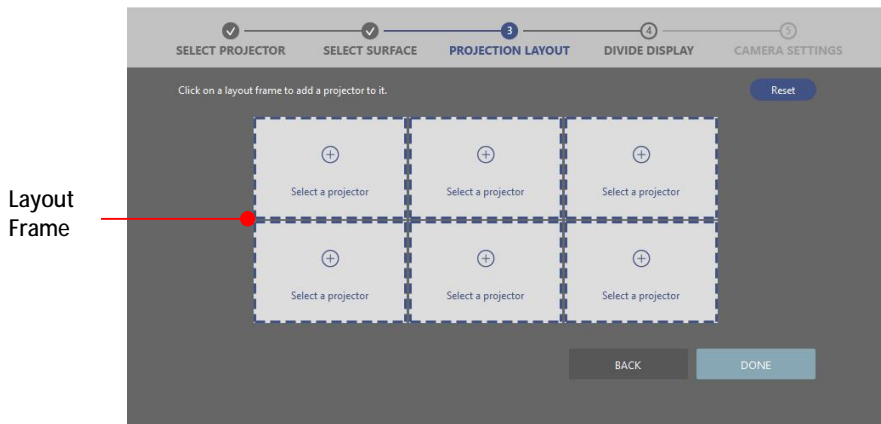 3 4 5
SELECT PROJECTOR SELECT SURFACE PROJECTION LAYOUT DIVIDE DISPLAY CAMERA SETTINGS
Click on a layout frame to add a projector to it. Reset
Select a projector Select a projector Select a projector
Layout
Frame
Select a projector Select a projector Select a projector
BACK DONE